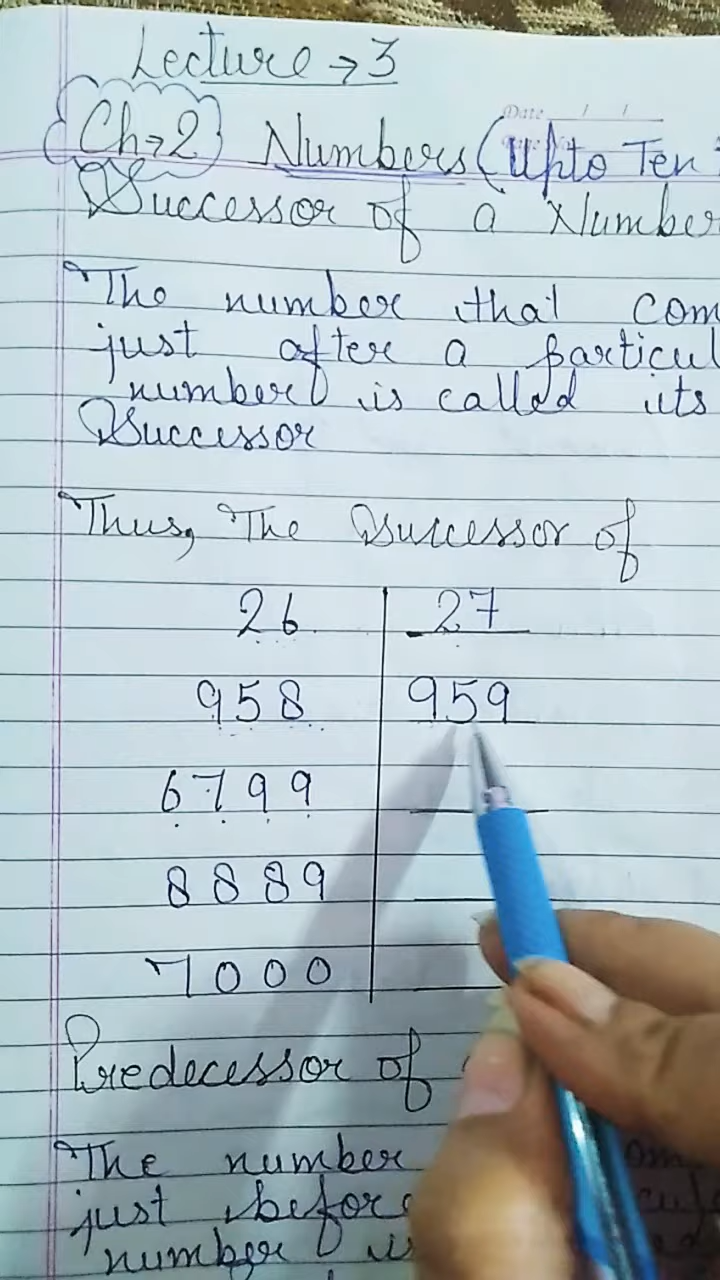 Lecture → 3
Date / /
Ch→2 Numbers (Upto Ten
Successor of a Number
The number that com
just after a particul
number is called its
Successor
Thus, The Successor of
26 27
958 959
6799
8889
7000
Predecessor of
The number
just before
number is